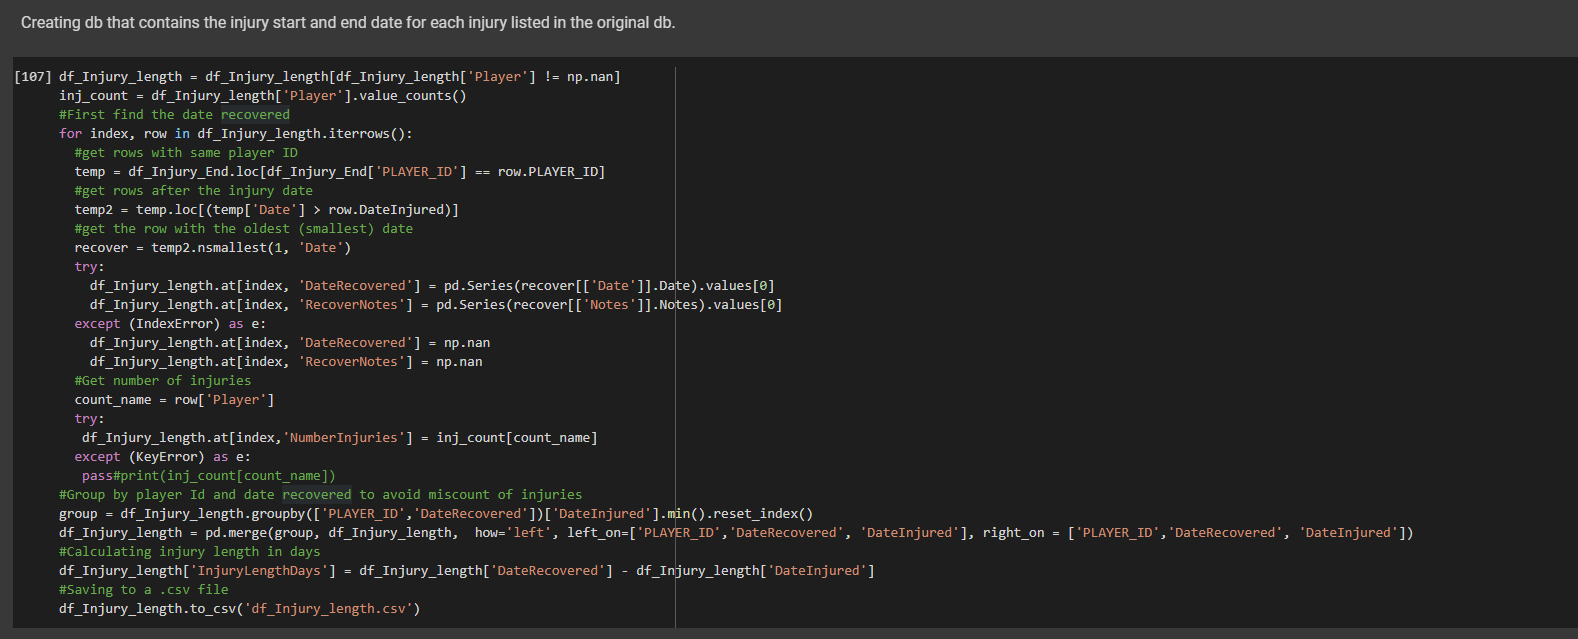 Creating db that contains the injury start and end date for each injury listed in the original db.
[107] df_Injury_length = df_Injury_length[df_Injury_length['Player'] != np.nan]
inj_count = df_Injury_length['Player'].value_counts()
#First find the date recovered
for index, row in df_Injury_length.iterrows():
  #get rows with same player ID
  temp = df_Injury_End.loc[df_Injury_End['PLAYER_ID'] == row.PLAYER_ID]
  #get rows after the injury date
  temp2 = temp.loc[(temp['Date'] > row.DateInjured)]
  #get the row with the oldest (smallest) date
  recover = temp2.nsmallest(1, 'Date')
  try:
    df_Injury_length.at[index, 'DateRecovered'] = pd.Series(recover[['Date']].Date).values[0]
    df_Injury_length.at[index, 'RecoverNotes'] = pd.Series(recover[['Notes']].Notes).values[0]
  except (IndexError) as e:
    df_Injury_length.at[index, 'DateRecovered'] = np.nan
    df_Injury_length.at[index, 'RecoverNotes'] = np.nan
  #Get number of injuries
  count_name = row['Player']
  try:
   df_Injury_length.at[index,'NumberInjuries'] = inj_count[count_name]
  except (KeyError) as e:
   pass#print(inj_count[count_name])
#Group by player Id and date recovered to avoid miscount of injuries
group = df_Injury_length.groupby(['PLAYER_ID','DateRecovered'])['DateInjured'].min().reset_index()
df_Injury_length = pd.merge(group, df_Injury_length,  how='left', left_on=['PLAYER_ID','DateRecovered', 'DateInjured'], right_on = ['PLAYER_ID','DateRecovered', 'DateInjured'])
#Calculating injury length in days
df_Injury_length['InjuryLengthDays'] = df_Injury_length['DateRecovered'] - df_Injury_length['DateInjured']
#Saving to a .csv file
df_Injury_length.to_csv('df_Injury_length.csv')